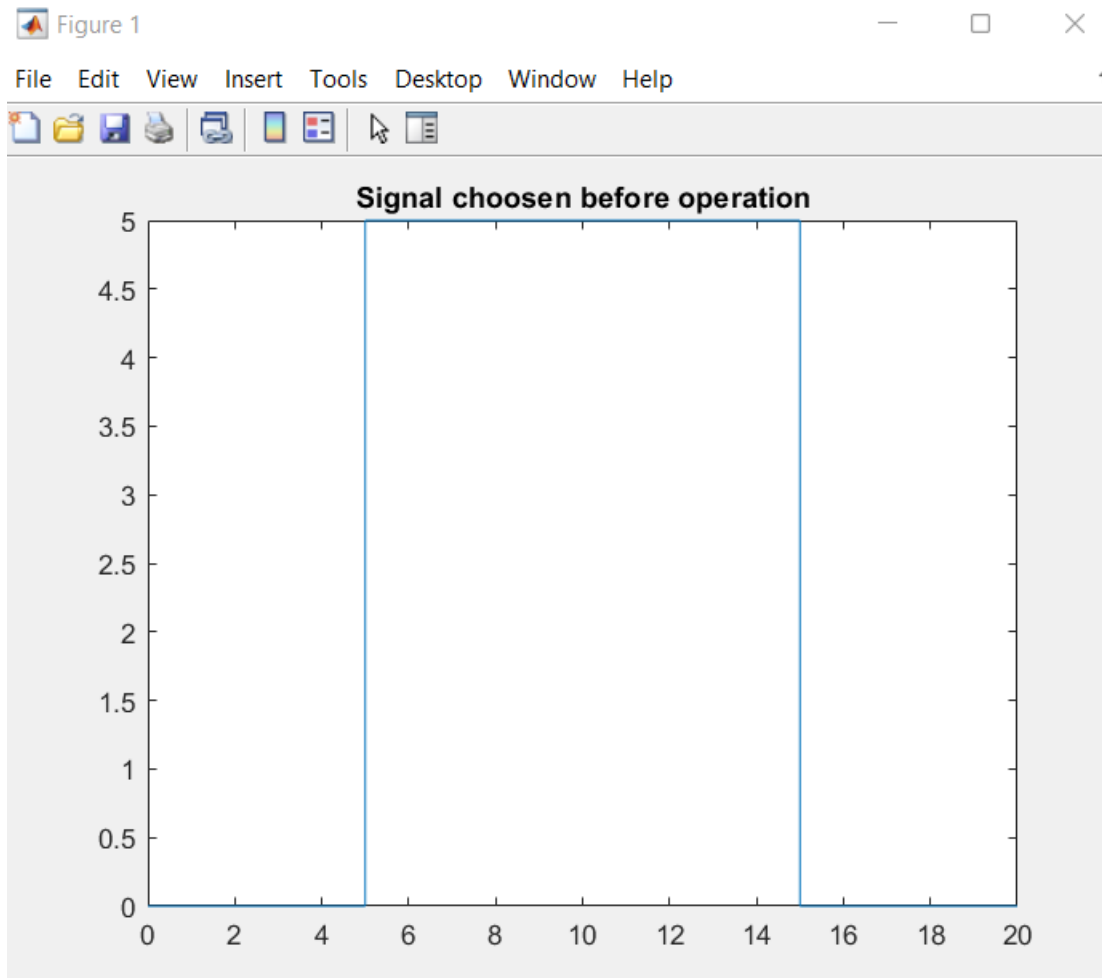 Figure 1
File Edit View Insert Tools Desktop Window Help
Signal choosen before operation
5
4.5
4
3.5
3
2.5
2
1.5
1
0.5
0
0 2 4 6 8 10 12 14 16 18 20